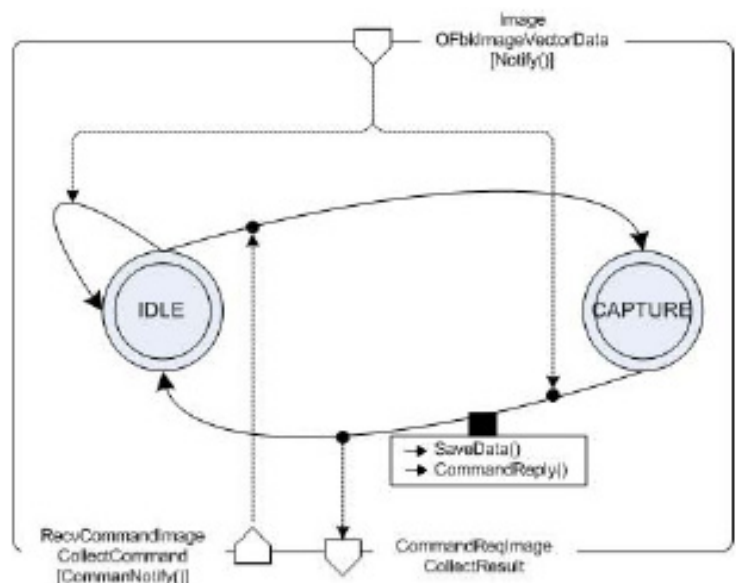 Image
OFbkImageVectorData
[Notify()]
IDLE
CAPTURE
SaveData()
CommandReply()
RecvCommandImage
CollectCommand
[CommanNotify()]
CommandReqImage
CollectResult